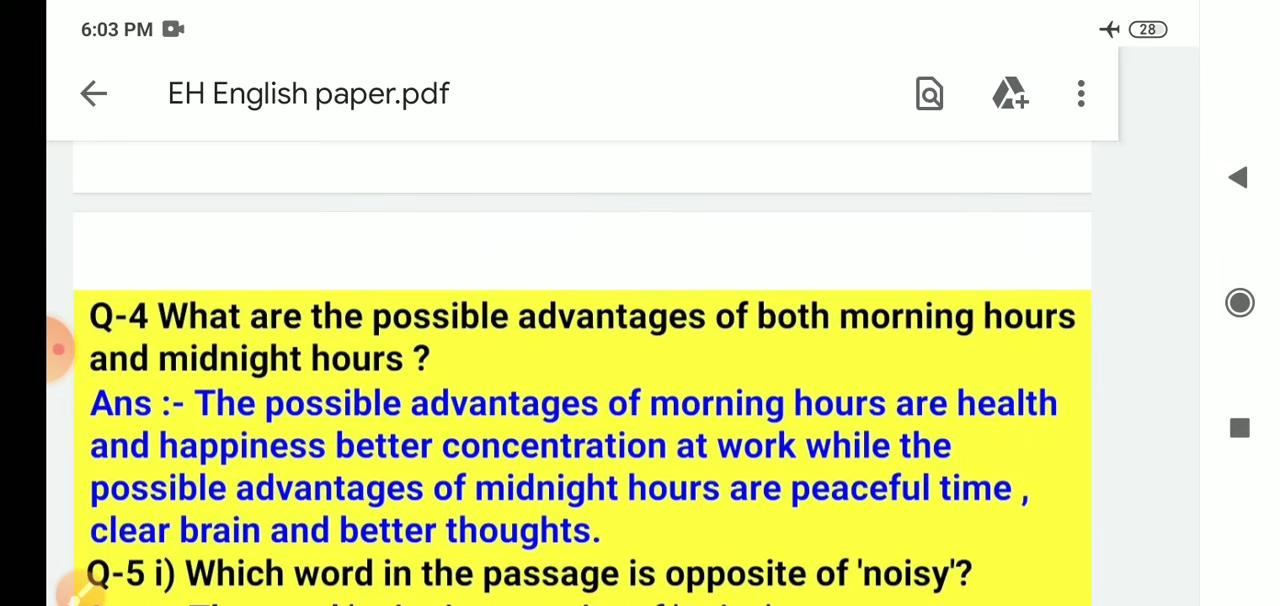 6:03 PM
28
EH English paper.pdf
Q-4 What are the possible advantages of both morning hours
and midnight hours ?
Ans :- The possible advantages of morning hours are health
and happiness better concentration at work while the
possible advantages of midnight hours are peaceful time ,
clear brain and better thoughts.
Q-5 i) Which word in the passage is opposite of 'noisy'?